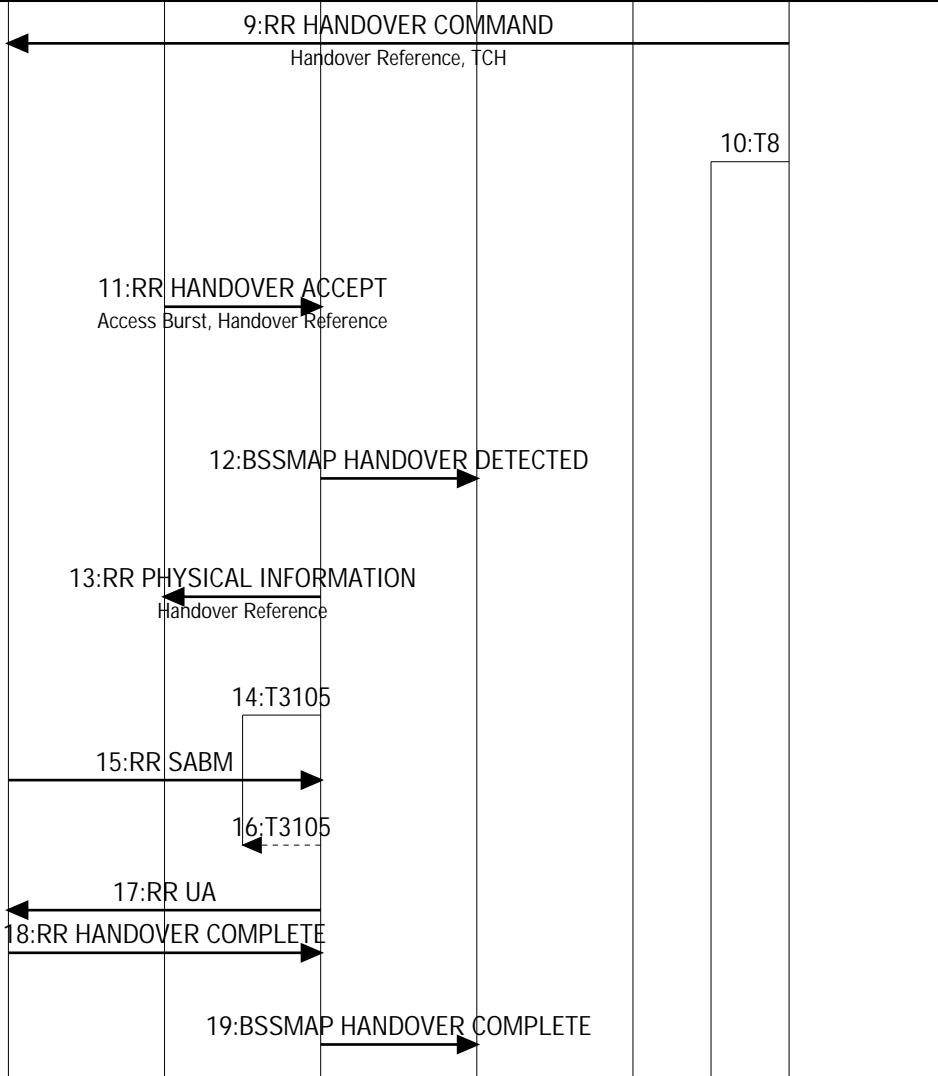 9:RR HANDOVER COMMAND
Handover Reference, TCH
10:T8
11:RR HANDOVER ACCEPT
Access Burst, Handover Reference
12:BSSMAP HANDOVER DETECTED
13:RR PHYSICAL INFORMATION
Handover Reference
14:T3105
15:RR SABM
16:T3105
17:RR UA
18:RR HANDOVER COMPLETE
19:BSSMAP HANDOVER COMPLETE